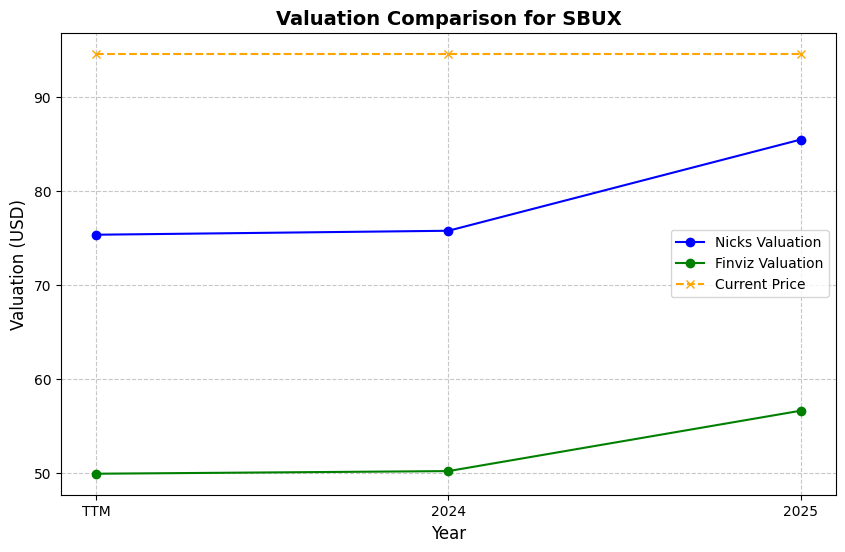 Valuation Comparison for SBUX
Valuation (USD)
90
80
70
60
50
Nicks Valuation
Finviz Valuation
Current Price
TTM
2024
2025
Year